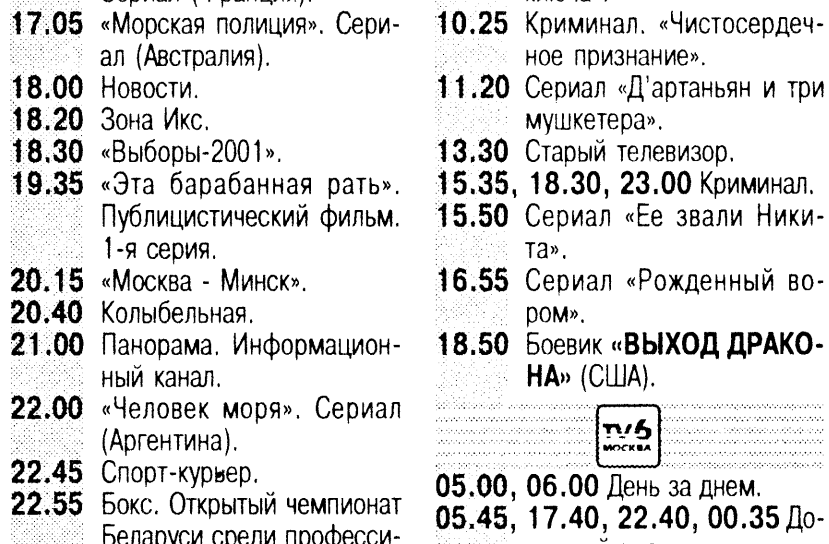 17.05 «Морская полиция». Сери-
ал (Австралия).
18.00 Новости.
18.20 Зона Икс.
18.30 «Выборы-2001».
19.35 «Эта барабанная рать».
Публицистический фильм.
1-я серия.
20.15 «Москва - Минск».
20.40 Колыбельная.
21.00 Панорама. Информацион-
ный канал.
22.00 «Человек моря». Сериал
(Аргентина).
22.45 Спорт-курьер.
22.55 Бокс. Открытый чемпионат
Беларуси среди професси-
10.25 Криминал. «Чистосердеч-
ное признание».
11.20 Сериал «Д'артаньян и три
мушкетера».
13.30 Старый телевизор.
15.35, 18.30, 23.00 Криминал.
15.50 Сериал «Ее звали Ники-
та».
16.55 Сериал «Рожденный во-
ром».
18.50 Боевик «ВЫХОД ДРАКО-
НА» (США).
TV6
МОСКВА
05.00, 06.00 День за днем.
05.45, 17.40, 22.40, 00.35 До-